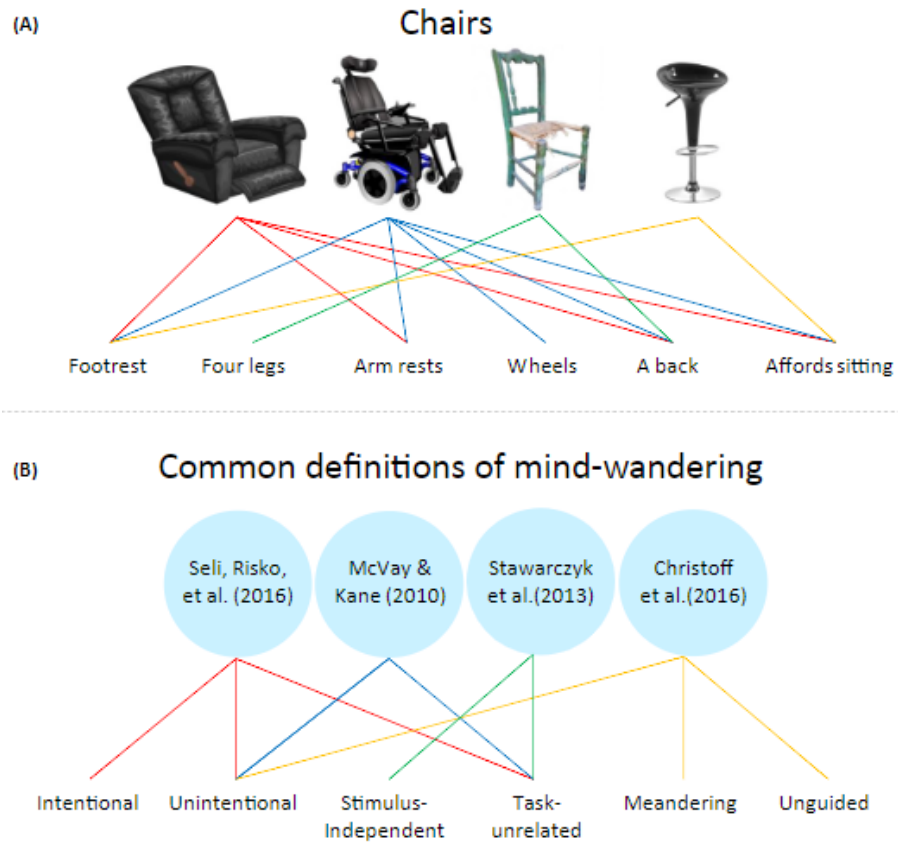 (A)
Chairs
Footrest
Four legs
Arm rests
Wheels
A back
Affords sitting
(B)
Common definitions of mind-wandering
Seli, Risko,
et al. (2016)
McVay &
Kane (2010)
Stawarczyk
et al.(2013)
Christoff
et al.(2016)
Intentional
Unintentional
Stimulus-
Independent
Task-
unrelated
Meandering
Unguided